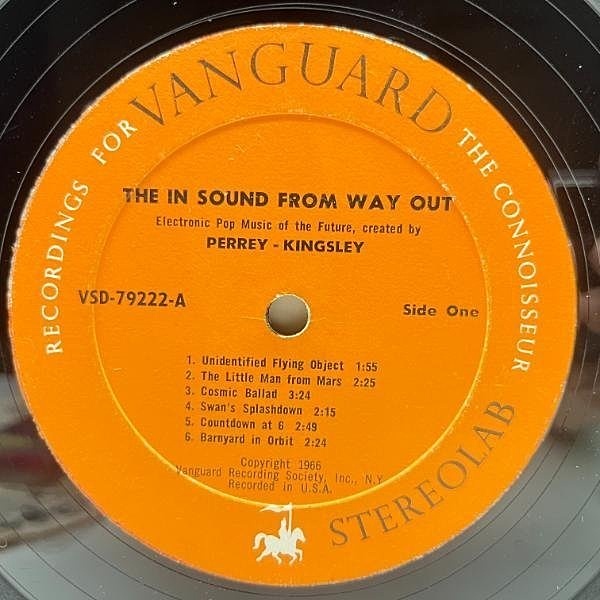 VANGUARD
RECORDINGS FOR THE CONNOISSEUR
THE IN SOUND FROM WAY OUT
Electronic Pop Music of the Future, created by
PERREY - KINGSLEY
VSD-79222-A
Side One
1. Unidentified Flying Object 1:55
2. The Little Man from Mars 2:25
3. Cosmic Ballad 3:24
4. Swan's Splashdown 2:15
5. Countdown at 6 2:49
6. Barnyard in Orbit 2:24
Copyright 1966
Vanguard Recording Society, Inc., N.Y.
Recorded in U.S.A.
STEREOLAB